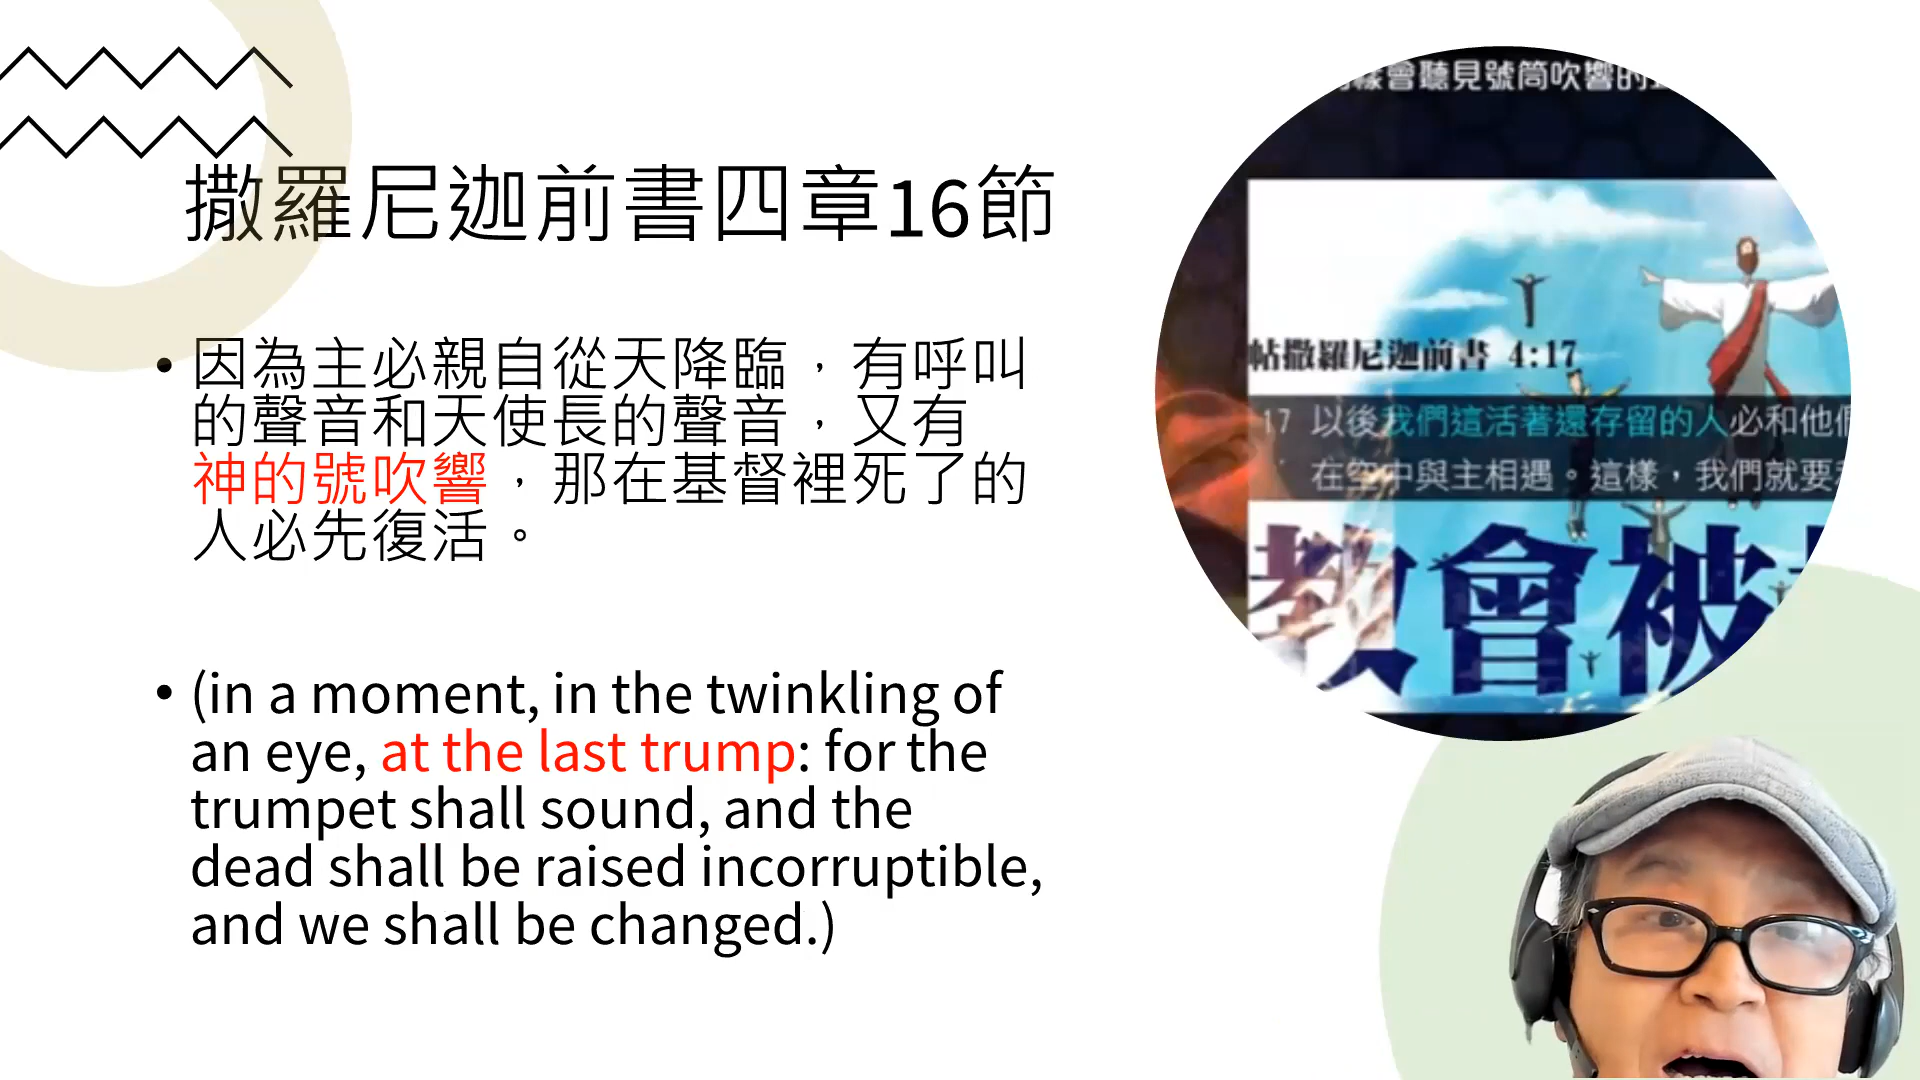 撒羅尼迦前書四章16節
因為主必親自從天降臨，有呼叫
的聲音和天使長的聲音，又有
神的號吹響，那在基督裡死了的
人必先復活。
(in a moment, in the twinkling of
an eye, at the last trump: for the
trumpet shall sound, and the
dead shall be raised incorruptible,
and we shall be changed.)
會聽見號筒吹響的
帖撒羅尼迦前書 4:17
17 以後我們這活著還存留的人必和他
在空中與主相遇。這樣，我們就要
教會被